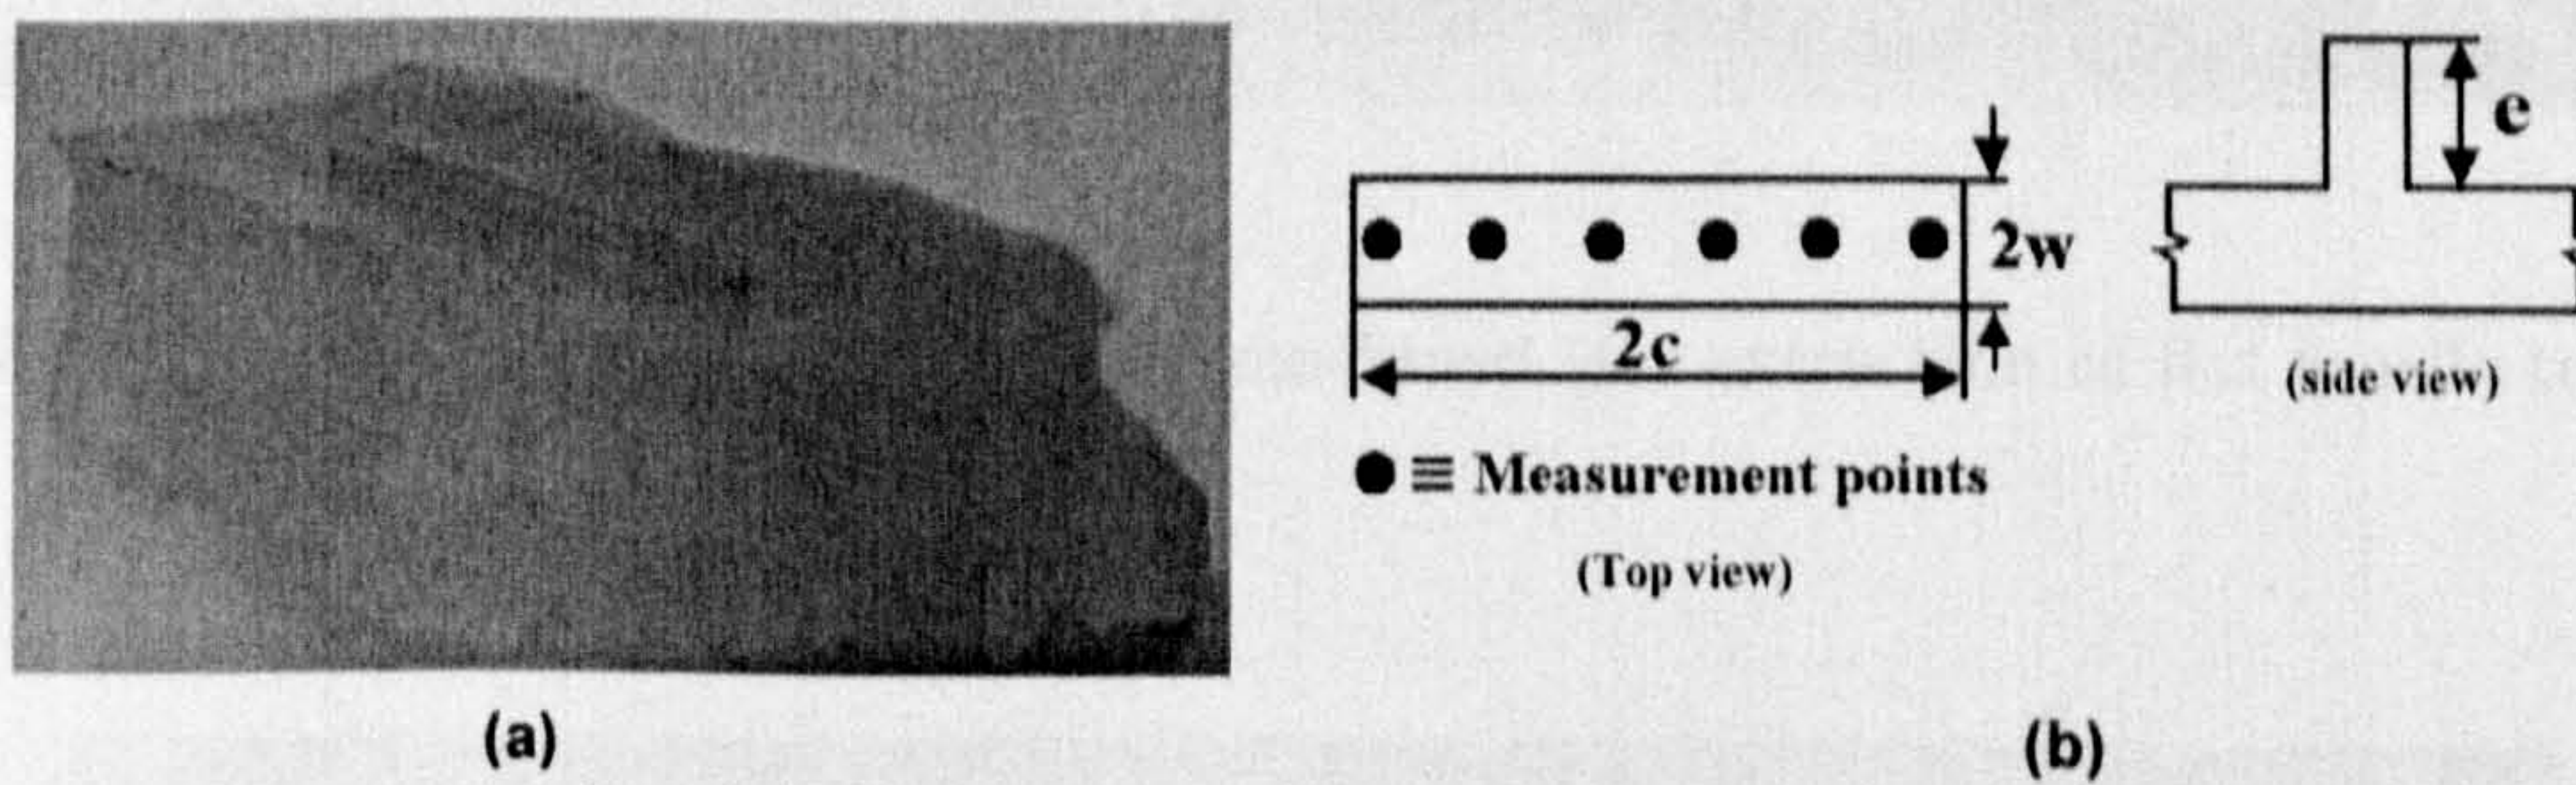 e
2w
2c
(side view)
● ≡ Measurement points
(Top view)
(a)
(b)